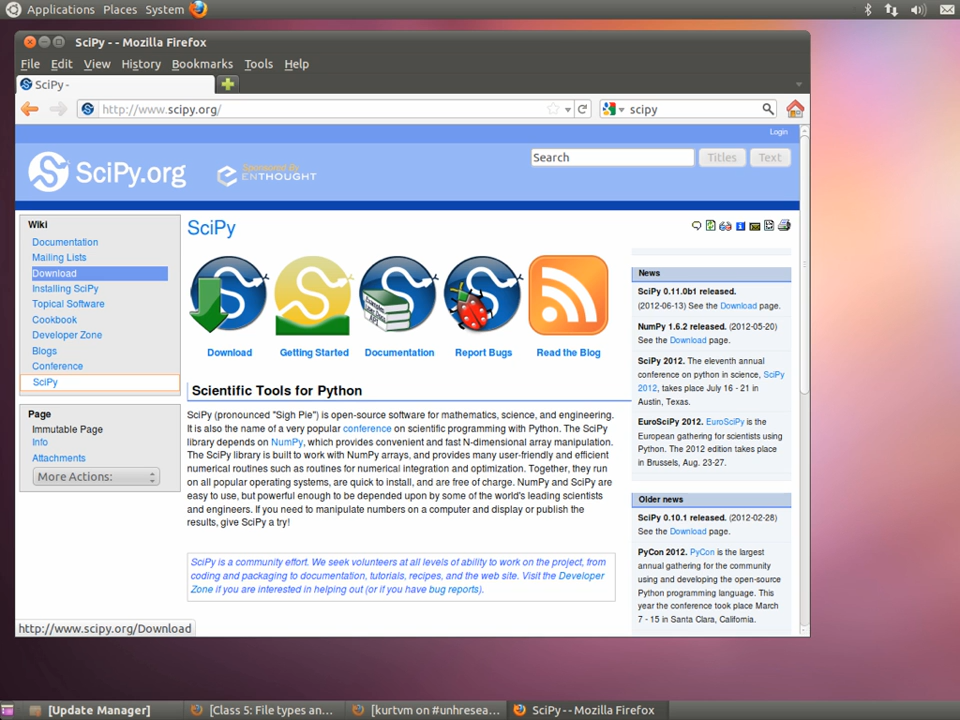 Applications Places System
SciPy - - Mozilla Firefox
File Edit View History Bookmarks Tools Help
SciPy -
http://www.scipy.org/
scipy
Login
SciPy.org
Sponsored By
ENTHOUGHT
Search
Titles
Text
Wiki
Documentation
Mailing Lists
Download
Installing SciPy
Topical Software
Cookbook
Developer Zone
Blogs
Conference
SciPy
Page
Immutable Page
Info
Attachments
More Actions:
SciPy
Examples
API
Download
Getting Started
Documentation
Report Bugs
Read the Blog
Scientific Tools for Python
SciPy (pronounced "Sigh Pie") is open-source software for mathematics, science, and engineering.
It is also the name of a very popular conference on scientific programming with Python. The SciPy
library depends on NumPy, which provides convenient and fast N-dimensional array manipulation.
The SciPy library is built to work with NumPy arrays, and provides many user-friendly and efficient
numerical routines such as routines for numerical integration and optimization. Together, they run
on all popular operating systems, are quick to install, and are free of charge. NumPy and SciPy are
easy to use, but powerful enough to be depended upon by some of the world's leading scientists
and engineers. If you need to manipulate numbers on a computer and display or publish the
results, give SciPy a try!
SciPy is a community effort. We seek volunteers at all levels of ability to work on the project, from
coding and packaging to documentation, tutorials, recipes, and the web site. Visit the Developer
Zone if you are interested in helping out (or if you have bug reports).
News
SciPy 0.11.0b1 released.
(2012-06-13) See the Download page.
NumPy 1.6.2 released. (2012-05-20)
See the Download page.
SciPy 2012. The eleventh annual
conference on python in science, SciPy
2012, takes place July 16 - 21 in
Austin, Texas.
EuroSciPy 2012. EuroSciPy is the
European gathering for scientists using
Python. The 2012 edition takes place
in Brussels, Aug. 23-27.
Older news
SciPy 0.10.1 released. (2012-02-28)
See the Download page.
PyCon 2012. PyCon is the largest
annual gathering for the community
using and developing the open-source
Python programming language. This
year the conference took place March
7 - 15 in Santa Clara, California.
http://www.scipy.org/Download
[Update Manager]
[Class 5: File types an...
[kurtvm on #unhresea...
SciPy - - Mozilla Firefox